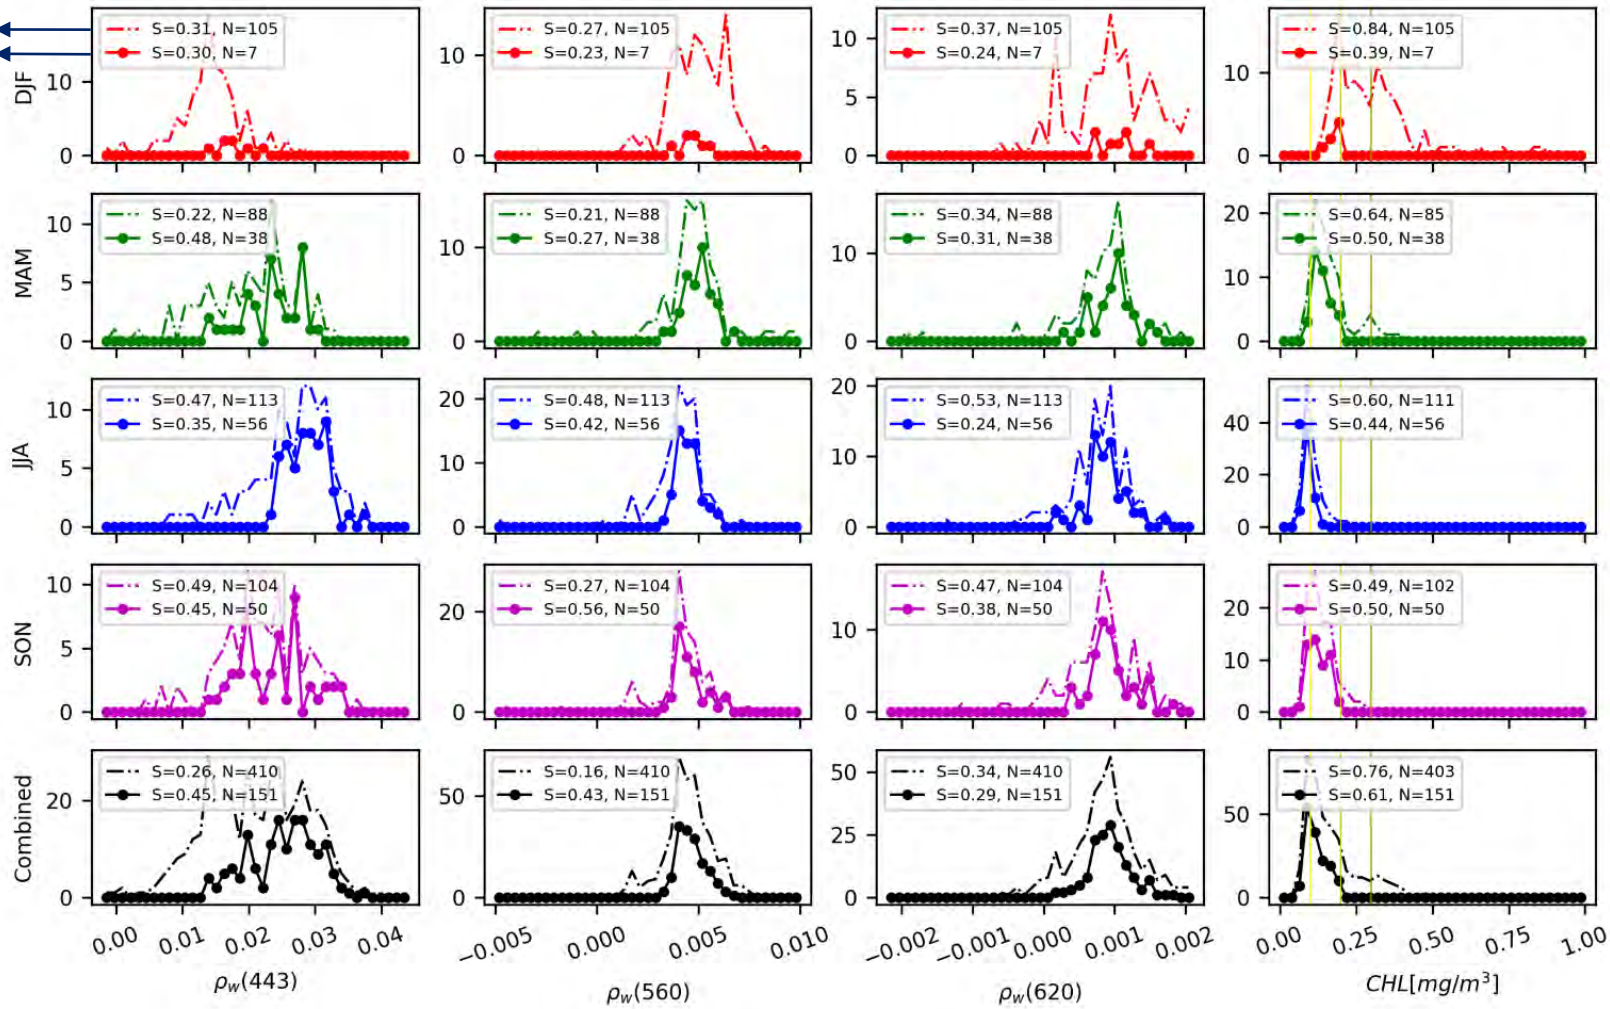 DJF
S=0.31, N=105
S=0.30, N=7
10
0
S=0.27, N=105
S=0.23, N=7
10
0
S=0.37, N=105
S=0.24, N=7
10
5
0
S=0.84, N=105
S=0.39, N=7
10
0
MAM
S=0.22, N=88
S=0.48, N=38
10
5
0
S=0.21, N=88
S=0.27, N=38
10
0
S=0.34, N=88
S=0.31, N=38
10
0
S=0.64, N=85
S=0.50, N=38
20
10
0
JJA
S=0.47, N=113
S=0.35, N=56
10
5
0
S=0.48, N=113
S=0.42, N=56
20
10
0
S=0.53, N=113
S=0.24, N=56
20
10
0
S=0.60, N=111
S=0.44, N=56
40
20
0
SON
S=0.49, N=104
S=0.45, N=50
10
5
0
S=0.27, N=104
S=0.56, N=50
20
0
S=0.47, N=104
S=0.38, N=50
10
0
S=0.49, N=102
S=0.50, N=50
20
10
0
Combined
S=0.26, N=410
S=0.45, N=151
20
0
S=0.16, N=410
S=0.43, N=151
50
0
S=0.34, N=410
S=0.29, N=151
50
25
0
S=0.76, N=403
S=0.61, N=151
50
0
0.00 0.01 0.02 0.03 0.04
−0.005 0.000 0.005 0.010
−0.002 −0.001 0.000 0.001 0.002
0.00 0.25 0.50 0.75 1.00
ρw(443)
ρw(560)
ρw(620)
CHL[mg/m³]